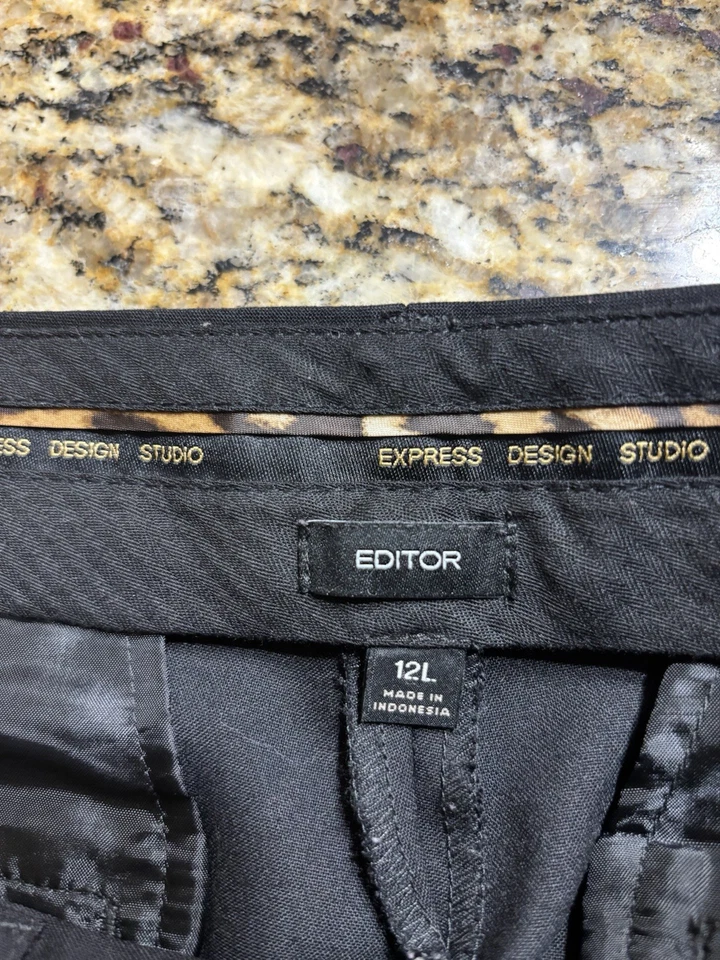 ESS DESIGN STUDIO EXPRESS DESIGN STUDIO
EDITOR
12L
MADE IN
INDONESIA